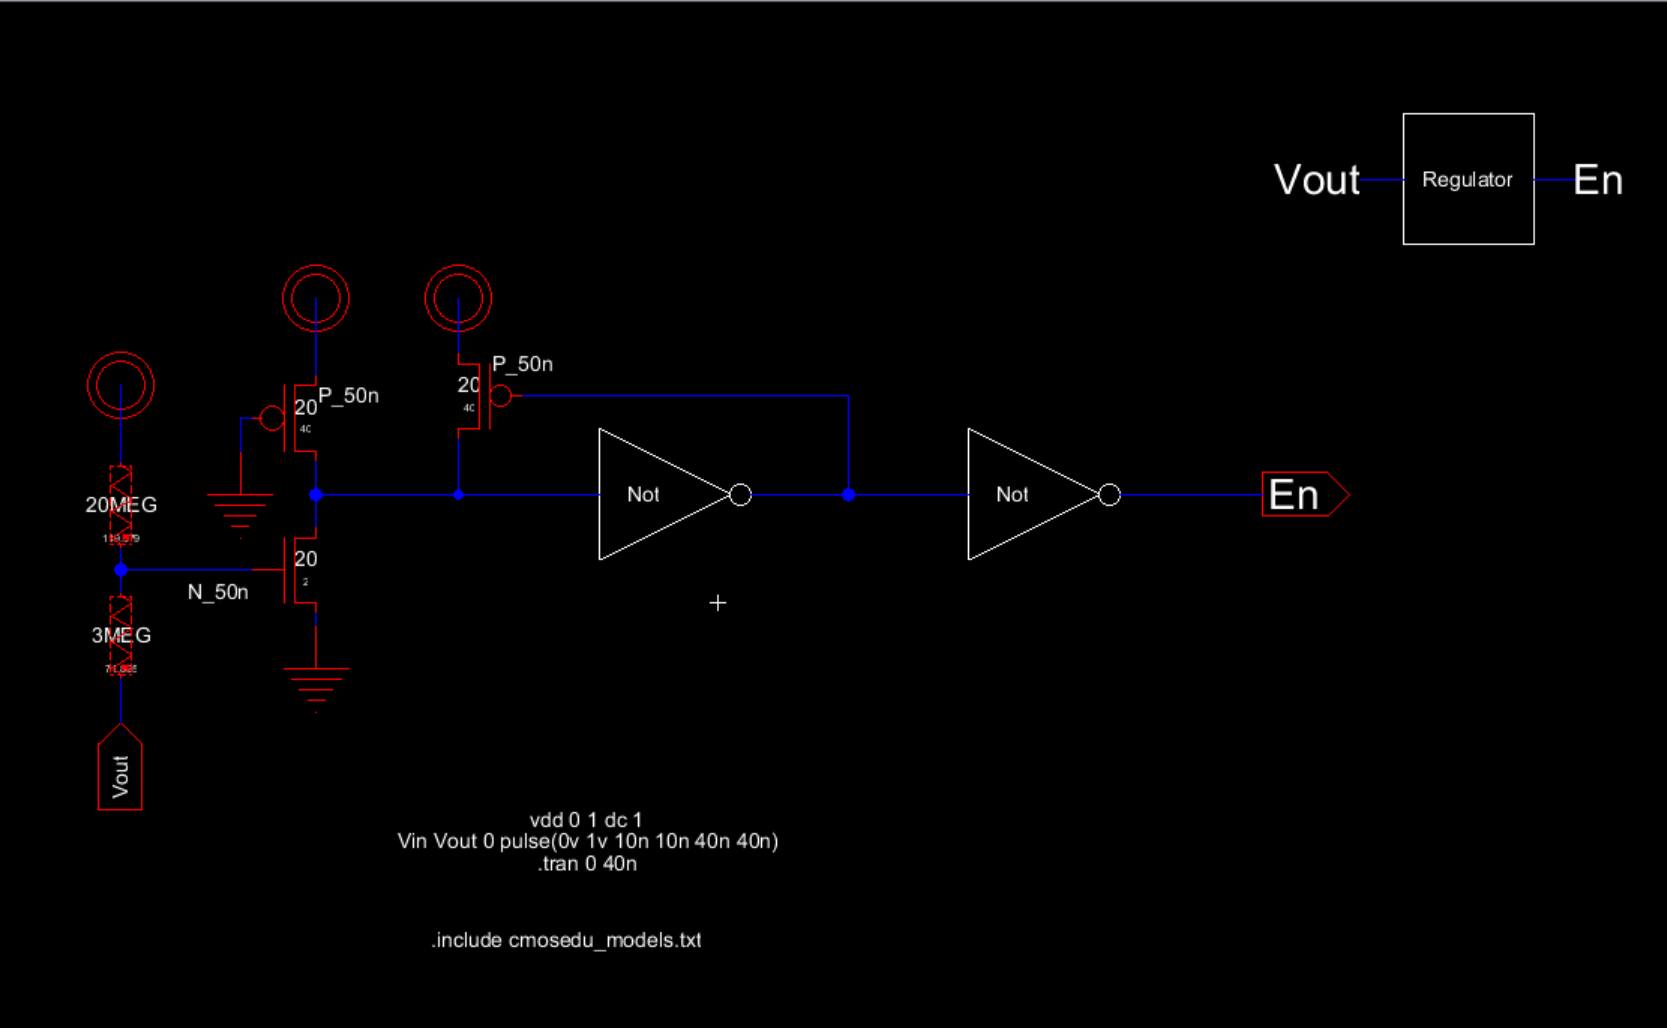 Vout
Regulator
En
P_50n
20
40
P_50n
20
40
20MEG
Not
Not
En
20
2
N_50n
3MEG
Vout
vdd 0 1 dc 1
Vin Vout 0 pulse(0v 1v 10n 10n 40n 40n)
.tran 0 40n
.include cmosedu_models.txt